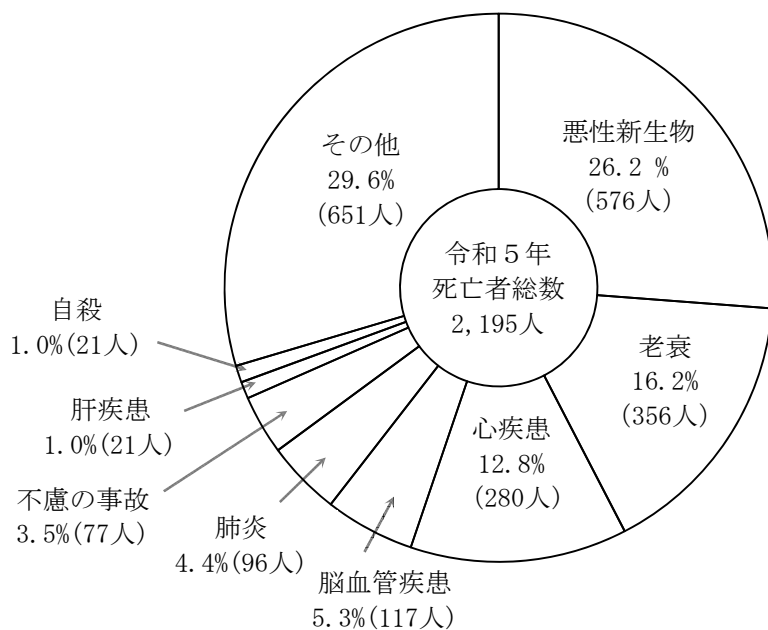 令和５年
死亡者総数
2,195人
悪性新生物
26.2 %
(576人)
老衰
16.2%
(356人)
心疾患
12.8%
(280人)
脳血管疾患
5.3%(117人)
肺炎
4.4%(96人)
不慮の事故
3.5%(77人)
肝疾患
1.0%(21人)
自殺
1.0%(21人)
その他
29.6%
(651人)